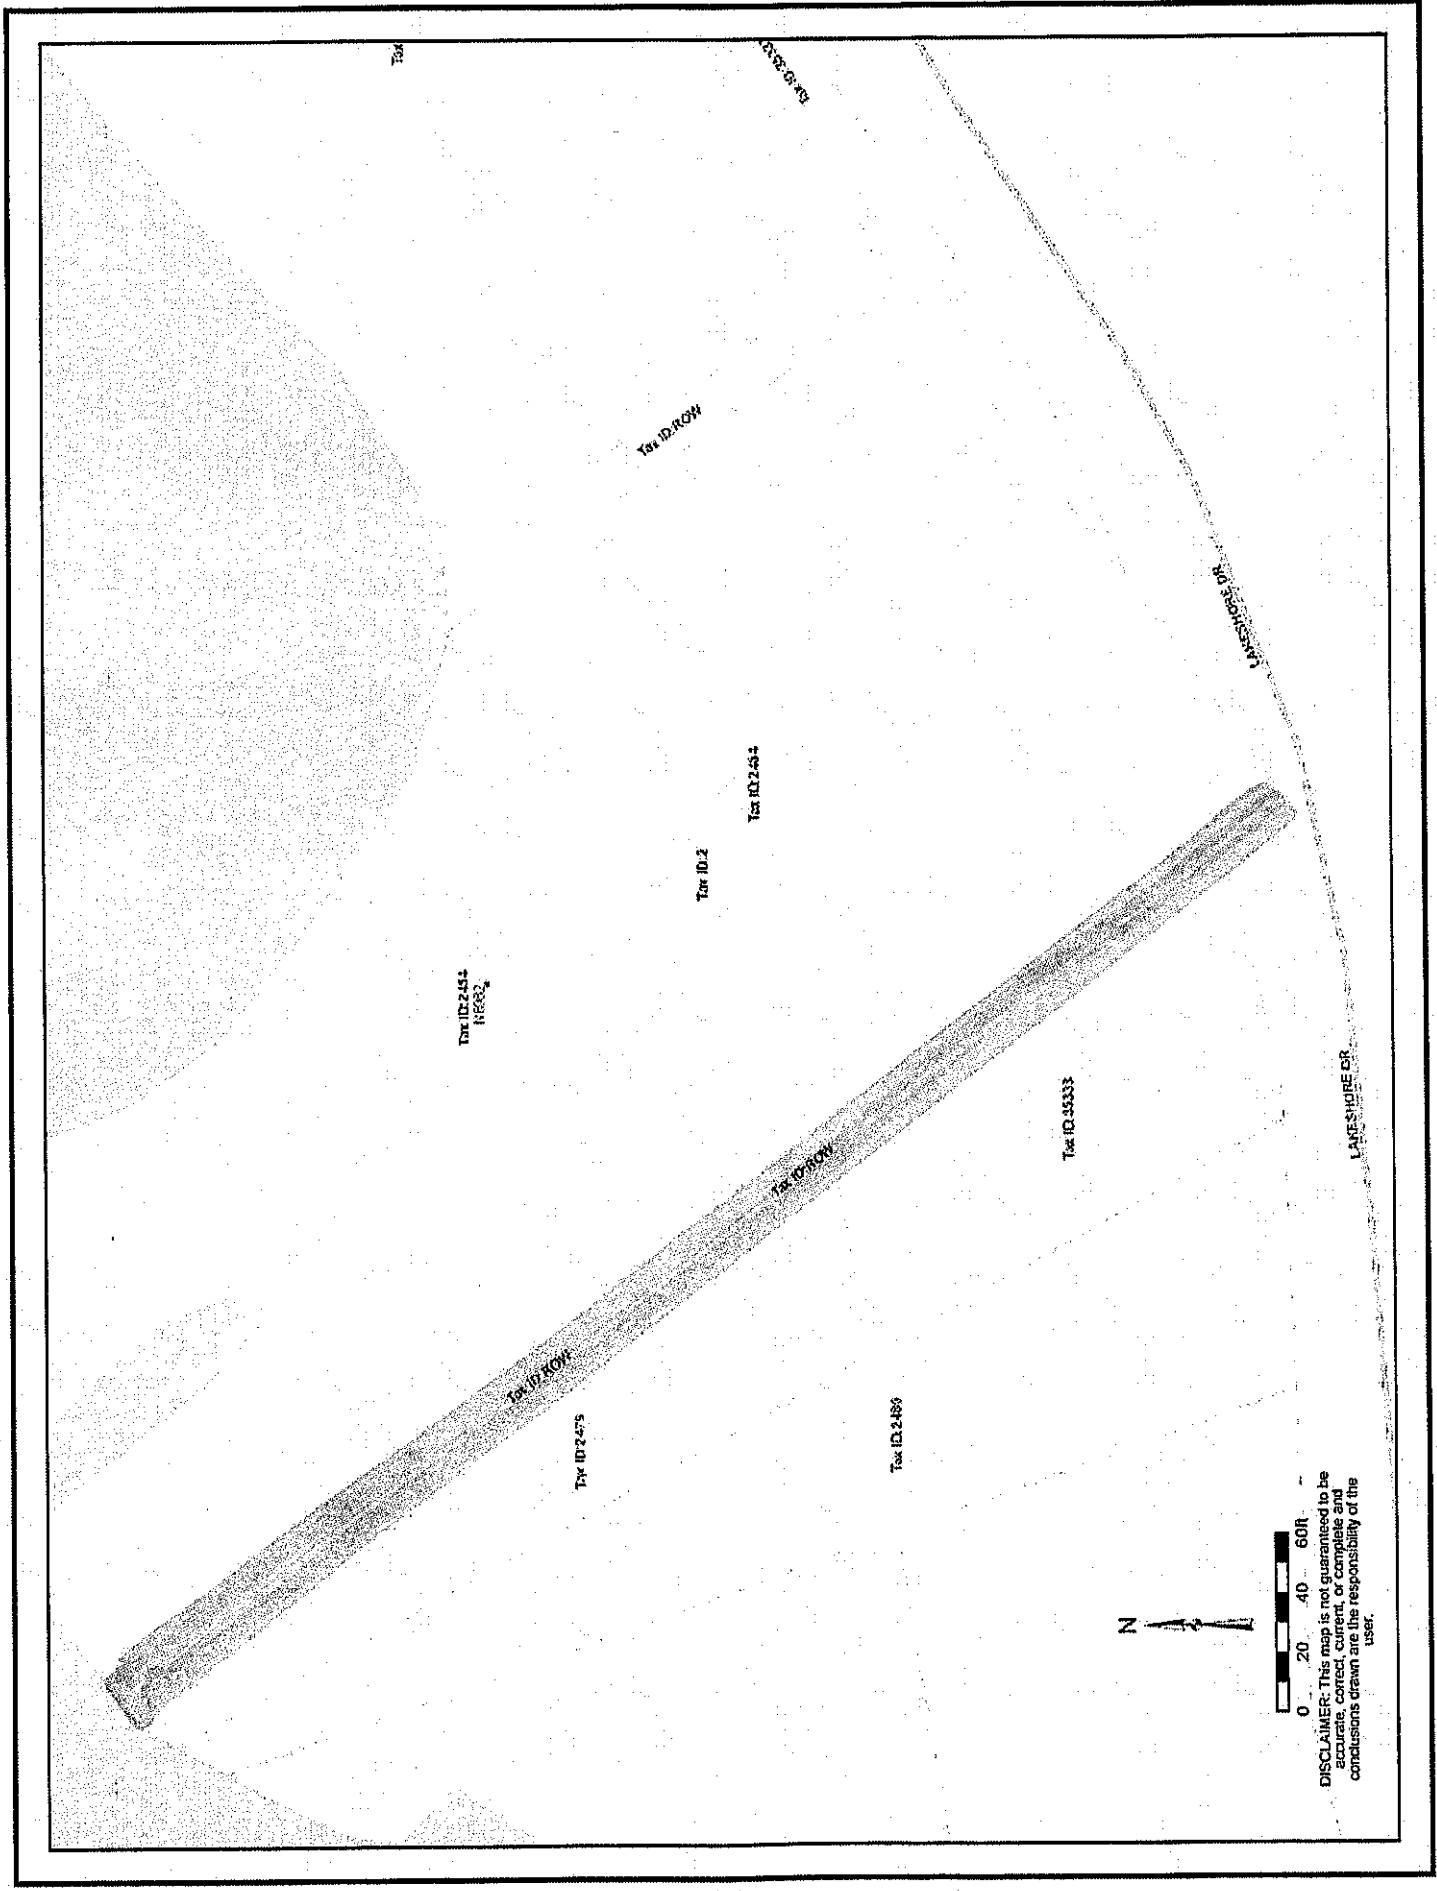 Tax ID:2454
Tax ID:2
Tax ID:2454
Tax ID:ROW
Tax ID:ROW
Tax ID:ROW
Tax ID:2475
Tax ID:2480
Tax ID:35333
LAKESHORE DR
LAKESHORE DR
Tax
N
0 20 40 60ft
DISCLAIMER: This map is not guaranteed to be
accurate, correct, current, or complete and
conclusions drawn are the responsibility of the
user.